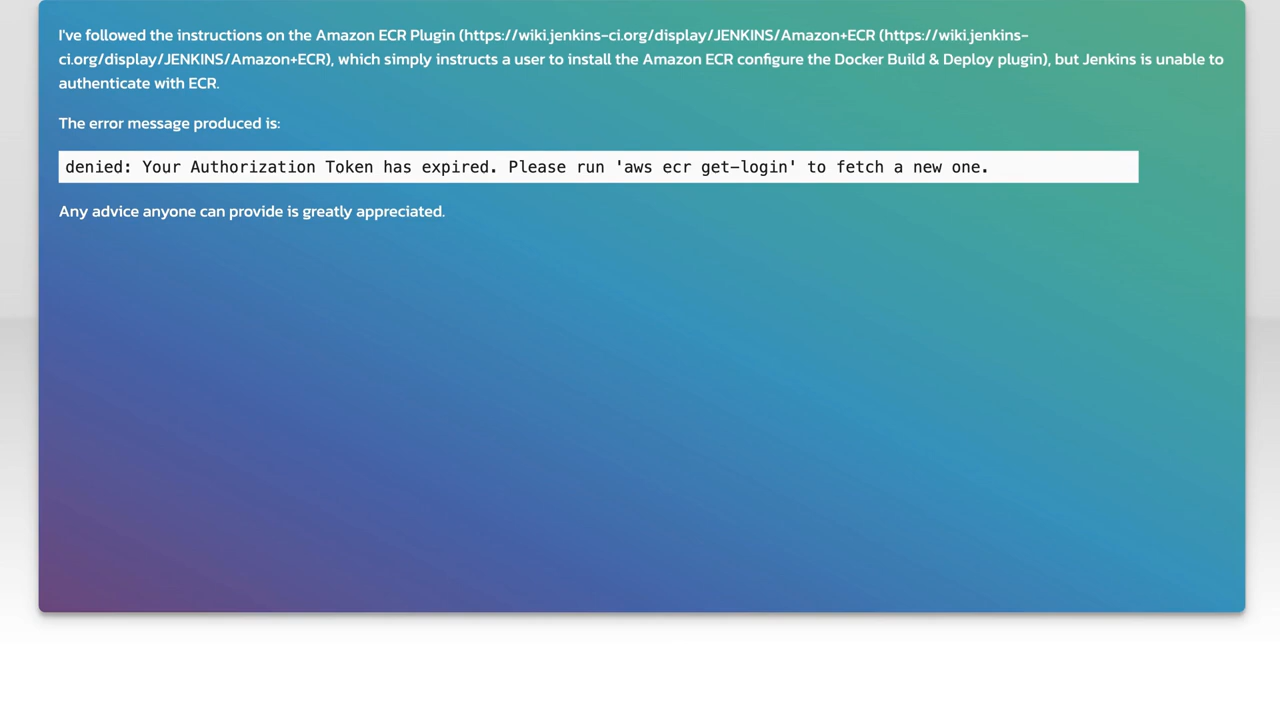 I've followed the instructions on the Amazon ECR Plugin (https://wiki.jenkins-ci.org/display/JENKINS/Amazon+ECR (https://wiki.jenkins-
ci.org/display/JENKINS/Amazon+ECR), which simply instructs a user to install the Amazon ECR configure the Docker Build & Deploy plugin), but Jenkins is unable to
authenticate with ECR.
The error message produced is:
denied: Your Authorization Token has expired. Please run 'aws ecr get-login' to fetch a new one.
Any advice anyone can provide is greatly appreciated.